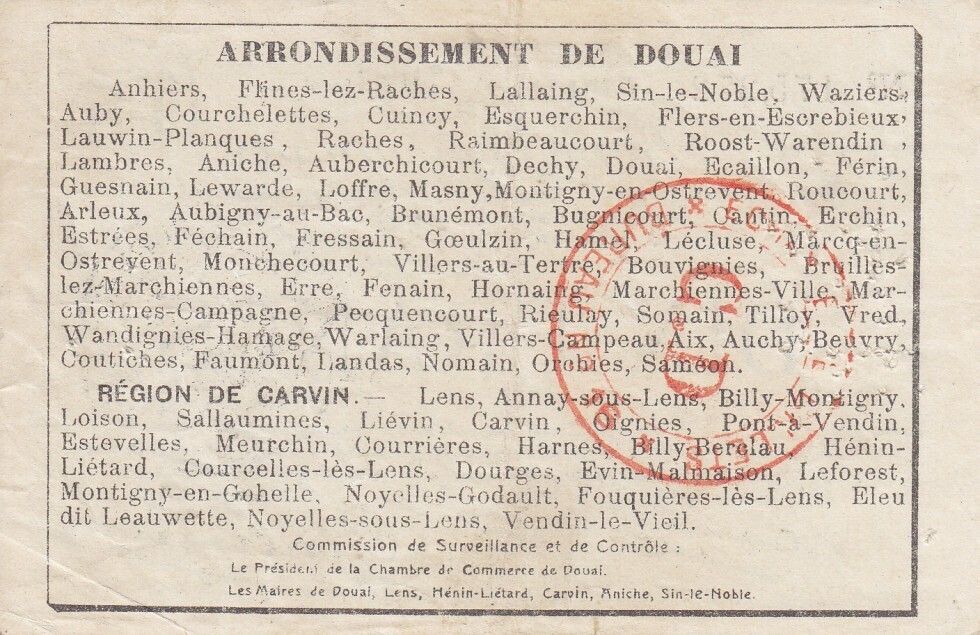 ARRONDISSEMENT DE DOUAI
Anhiers, Flines-lez-Raches, Lallaing, Sin-le-Noble, Waziers,
Auby, Courchelettes, Cuincy, Esquerchin, Flers-en-Escrebieux,
Lauwin-Planques, Raches, Raimbeaucourt, Roost-Warendin,
Lambres, Aniche, Auberchicourt, Dechy, Douai, Ecaillon, Férin,
Guesnain, Lewarde, Loffre, Masny, Montigny-en-Ostrevent, Roucourt,
Arleux, Aubigny-au-Bac, Brunémont, Bugnicourt, Cantin, Erchin,
Estrées, Féchain, Fressain, Gœulzin, Hamel, Lécluse, Marcq-en-
Ostrevent, Monchecourt, Villers-au-Tertre, Bouvignies, Bruilles-
lez-Marchiennes, Erre, Fenain, Hornaing, Marchiennes-Ville, Mar-
chiennes-Campagne, Pecquencourt, Rieulay, Somain, Tilloy, Vred,
Wandignies-Hamage, Warlaing, Villers-Campeau, Aix, Auchy, Beuvry,
Coutiches, Faumont, Landas, Nomain, Orchies, Saméon.
RÉGION DE CARVIN. — Lens, Annay-sous-Lens, Billy-Montigny,
Loison, Sallaumines, Liévin, Carvin, Oignies, Pont-à-Vendin,
Estevelles, Meurchin, Courrières, Harnes, Billy-Berclau, Hénin-
Liétard, Courcelles-lès-Lens, Dourges, Evin-Malmaison, Leforest,
Montigny-en-Gohelle, Noyelles-Godault, Fouquières-lès-Lens, Eleu
dit Leauwette, Noyelles-sous-Lens, Vendin-le-Vieil.
Commission de Surveillance et de Contrôle :
Le Président de la Chambre de Commerce de Douai.
Les Maires de Douai, Lens, Hénin-Liétard, Carvin, Aniche, Sin-le-Noble.